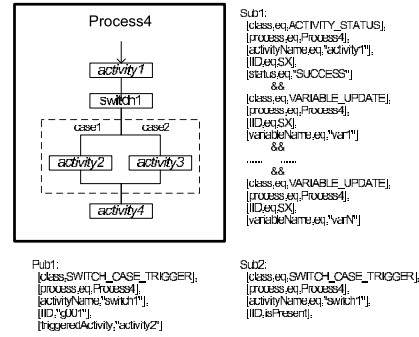 Process4
activity1
switch1
case1 case2
activity2 activity3
activity4
Sub1:
[class,eq,ACTIVITY_STATUS],
[process,eq,Process4],
[activityName,eq,"activity1"],
[IID,eq,$X],
[status,eq,"SUCCESS"]
&&
[class,eq,VARIABLE_UPDATE],
[process,eq,Process4],
[IID,eq,$X],
[variableName,eq,"var1"]
&&
...... ......
&&
[class,eq,VARIABLE_UPDATE],
[process,eq,Process4],
[IID,eq,$X],
[variableName,eq,"varN"]
Pub1:
[class,SWITCH_CASE_TRIGGER],
[process,eq,Process4],
[activityName,"switch1"],
[IID,"g001"],
[triggeredActivity,"activity2"]
Sub2:
[class,eq,SWITCH_CASE_TRIGGER],
[process,eq,Process4],
[activityName,eq,"switch1"],
[IID,isPresent],